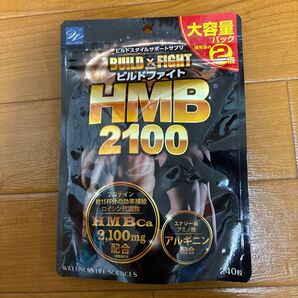 WELLNESS
ビルドスタイルサポートサプリ
大容量
パック
2
BUILD×FIGHT
ビルドファイト
HMB
2100
プロテイン
約15杯分の効率補給
ロイシン代謝物
HMBCa
2,100mg
配合
エナジー系
アミノ酸
アルギニン
配合
WELLNESS LIFE SCIENCES
240粒